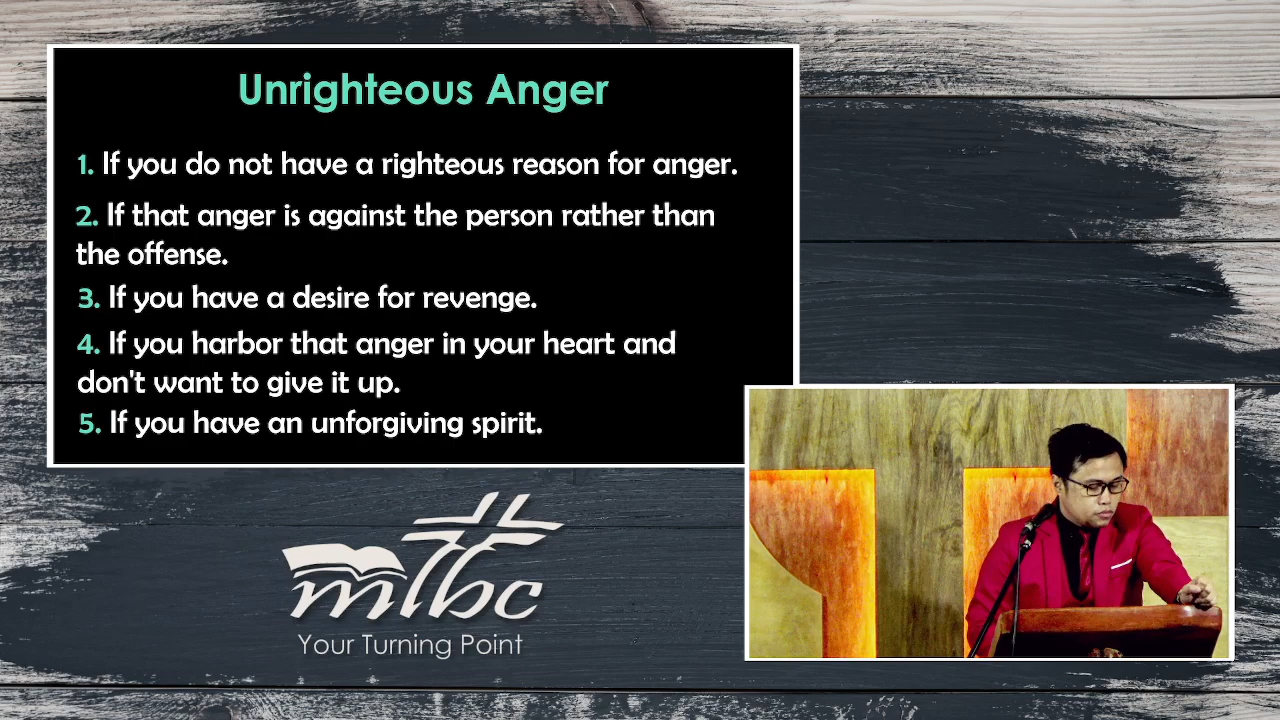 Unrighteous Anger
1. If you do not have a righteous reason for anger.
2. If that anger is against the person rather than
the offense.
3. If you have a desire for revenge.
4. If you harbor that anger in your heart and
don't want to give it up.
5. If you have an unforgiving spirit.
mlbc
Your Turning Point